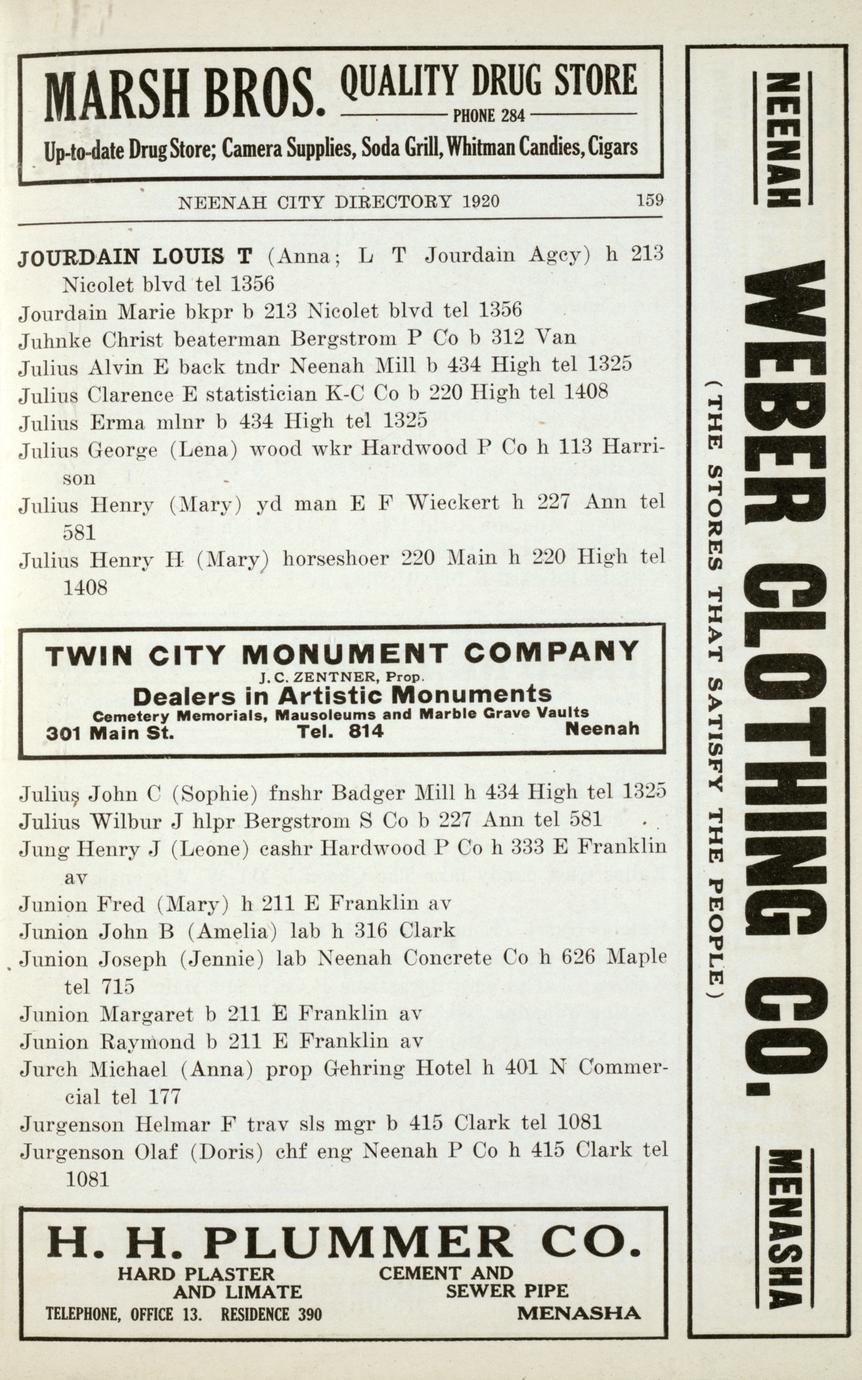 MARSH BROS. QUALITY DRUG STORE
PHONE 284
Up-to-date Drug Store; Camera Supplies, Soda Grill, Whitman Candies, Cigars
NEENAH CITY DIRECTORY 1920 159
JOURDAIN LOUIS T (Anna; L T Jourdain Agcy) h 213
Nicolet blvd tel 1356
Jourdain Marie bkpr b 213 Nicolet blvd tel 1356
Juhnke Christ beaterman Bergstrom P Co b 312 Van
Julius Alvin E back tndr Neenah Mill b 434 High tel 1325
Julius Clarence E statistician K-C Co b 220 High tel 1408
Julius Erma mlnr b 434 High tel 1325
Julius George (Lena) wood wkr Hardwood P Co h 113 Harri-
son
Julius Henry (Mary) yd man E F Wieckert h 227 Ann tel
581
Julius Henry H (Mary) horseshoer 220 Main h 220 High tel
1408
TWIN CITY MONUMENT COMPANY
J. C. ZENTNER, Prop.
Dealers in Artistic Monuments
Cemetery Memorials, Mausoleums and Marble Grave Vaults
301 Main St. Tel. 814 Neenah
Julius John C (Sophie) fnshr Badger Mill h 434 High tel 1325
Julius Wilbur J hlpr Bergstrom S Co b 227 Ann tel 581
Jung Henry J (Leone) cashr Hardwood P Co h 333 E Franklin
av
Junion Fred (Mary) h 211 E Franklin av
Junion John B (Amelia) lab h 316 Clark
Junion Joseph (Jennie) lab Neenah Concrete Co h 626 Maple
tel 715
Junion Margaret b 211 E Franklin av
Junion Raymond b 211 E Franklin av
Jurch Michael (Anna) prop Gehring Hotel h 401 N Commer-
cial tel 177
Jurgenson Helmar F trav sls mgr b 415 Clark tel 1081
Jurgenson Olaf (Doris) chf eng Neenah P Co h 415 Clark tel
1081
H. H. PLUMMER CO.
HARD PLASTER CEMENT AND
AND LIMATE SEWER PIPE
TELEPHONE, OFFICE 13. RESIDENCE 390 MENASHA
NEENAH
WEBER CLOTHING CO.
(THE STORES THAT SATISFY THE PEOPLE)
MENASHA